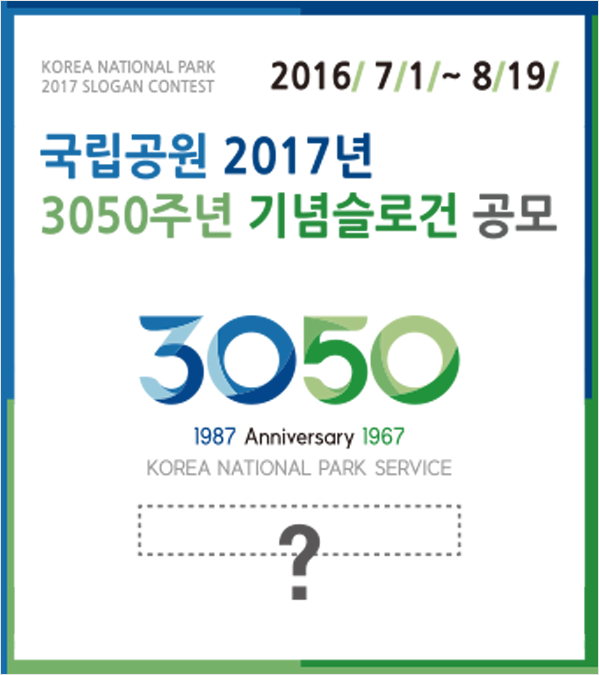 KOREA NATIONAL PARK
2017 SLOGAN CONTEST
2016/ 7/1/~ 8/19/
국립공원 2017년
3050주년 기념슬로건 공모
3050
1987 Anniversary 1967
KOREA NATIONAL PARK SERVICE
?